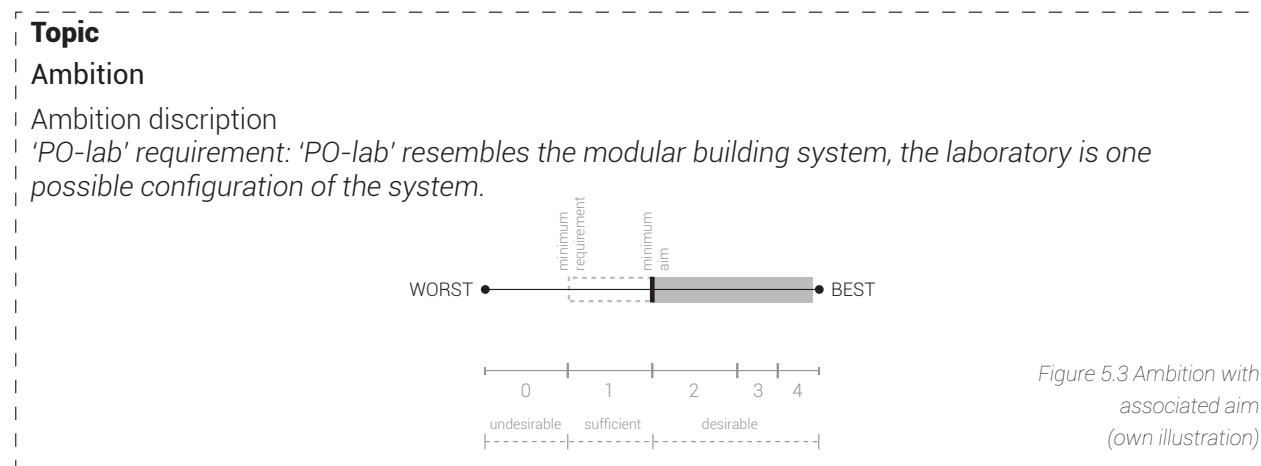 Topic
Ambition
Ambition discription
'PO-lab' requirement: 'PO-lab' resembles the modular building system, the laboratory is one
possible configuration of the system.
minimum
requirement
minimum
aim
WORST
BEST
0 1 2 3 4
undesirable sufficient desirable
Figure 5.3 Ambition with
associated aim
(own illustration)